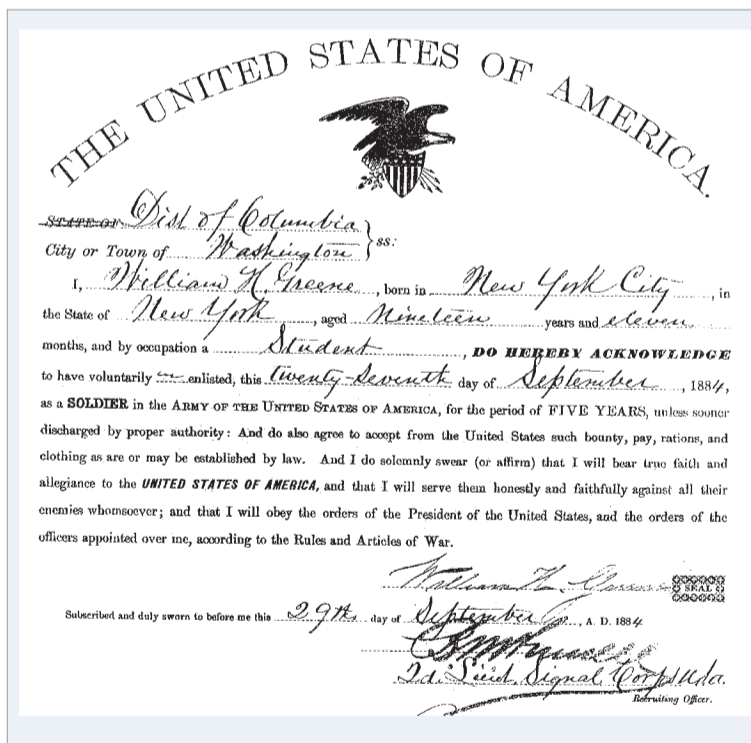 THE UNITED STATES OF AMERICA.
STATE OF Dist of Columbia
City or Town of Washington } ss:
I, William H. Greene, born in New York City, in
the State of New York, aged Nineteen years and eleven
months, and by occupation a Student, DO HEREBY ACKNOWLEDGE
to have voluntarily enlisted, this twenty-Seventh day of September, 1884,
as a SOLDIER in the ARMY OF THE UNITED STATES OF AMERICA, for the period of FIVE YEARS, unless sooner
discharged by proper authority: And do also agree to accept from the United States such bounty, pay, rations, and
clothing as are or may be established by law. And I do solemnly swear (or affirm) that I will bear true faith and
allegiance to the UNITED STATES OF AMERICA, and that I will serve them honestly and faithfully against all their
enemies whomsoever; and that I will obey the orders of the President of the United States, and the orders of the
officers appointed over me, according to the Rules and Articles of War.
William H. Greene SEAL
Subscribed and duly sworn to before me this 29th day of September, A. D. 1884.
2d. Lieut. Signal Corps USA.
Recruiting Officer.